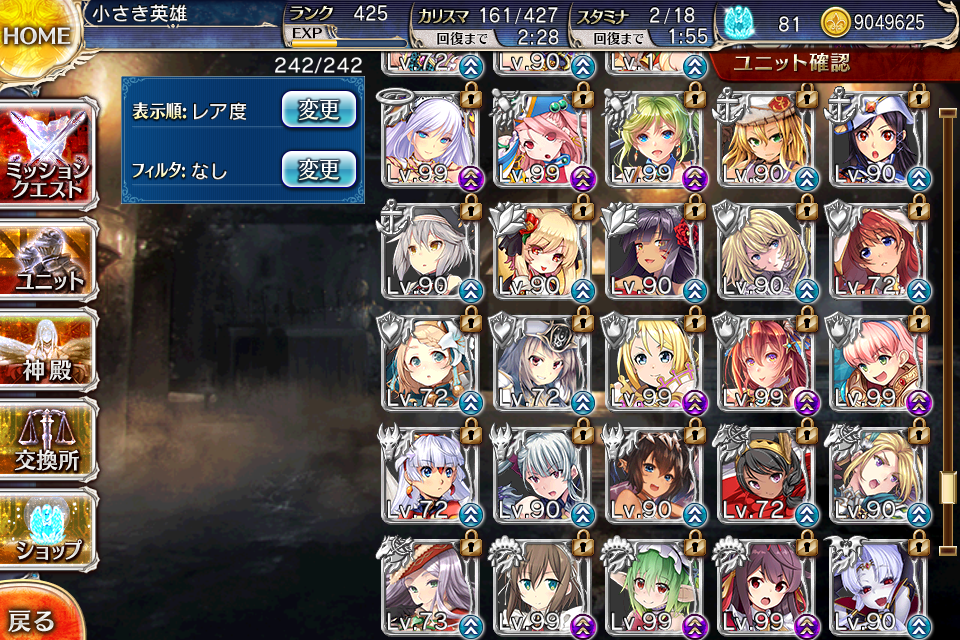 HOME
小さき英雄
ランク 425
EXP
カリスマ 161/427
回復まで 2:28
スタミナ 2/18
回復まで 1:55
81
9049625
242/242
ユニット確認
表示順: レア度
変更
フィルタ: なし
変更
ミッション
クエスト
ユニット
神殿
交換所
ショップ
戻る
Lv.72 Lv.90 Lv.
Lv.99 Lv.99 Lv.99 Lv.90 Lv.90
Lv.90 Lv.90 Lv.90 Lv.90 Lv.72
Lv.72 Lv.72 Lv.99 Lv.99 Lv.99
Lv.72 Lv.90 Lv.90 Lv.72 Lv.90
Lv.73 Lv.99 Lv.99 Lv.99 Lv.90